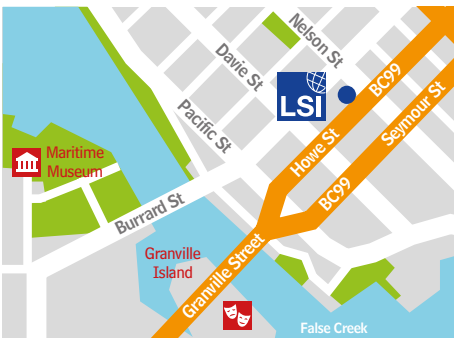 Nelson St
Davie St
BC99
LSI
Seymour St
Pacific St
Howe St
Maritime
Museum
BC99
Burrard St
Granville
Island
Granville Street
False Creek